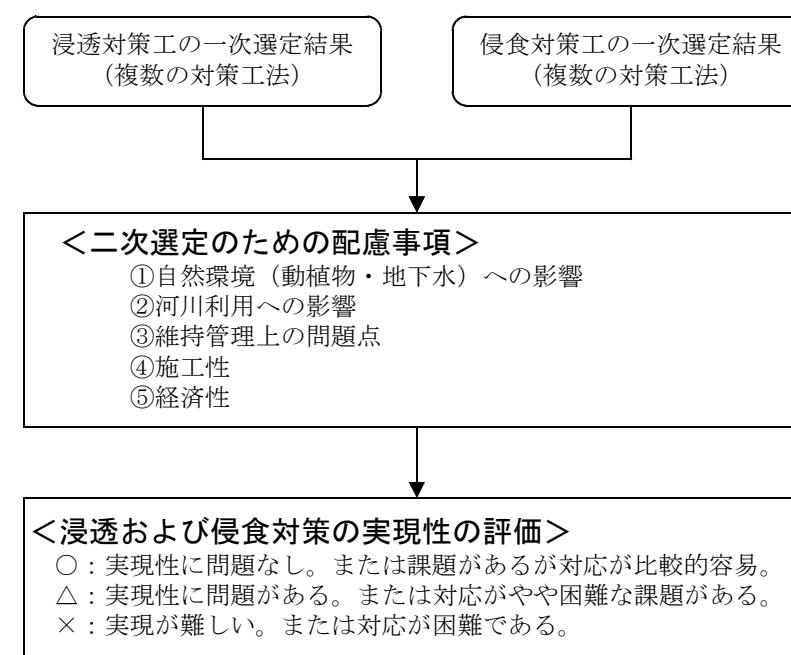 浸透対策工の一次選定結果
(複数の対策工法)
侵食対策工の一次選定結果
(複数の対策工法)
＜二次選定のための配慮事項＞
①自然環境（動植物・地下水）への影響
②河川利用への影響
③維持管理上の問題点
④施工性
⑤経済性
＜浸透および侵食対策の実現性の評価＞
○：実現性に問題なし。または課題があるが対応が比較的容易。
△：実現性に問題がある。または対応がやや困難な課題がある。
×：実現が難しい。または対応が困難である。